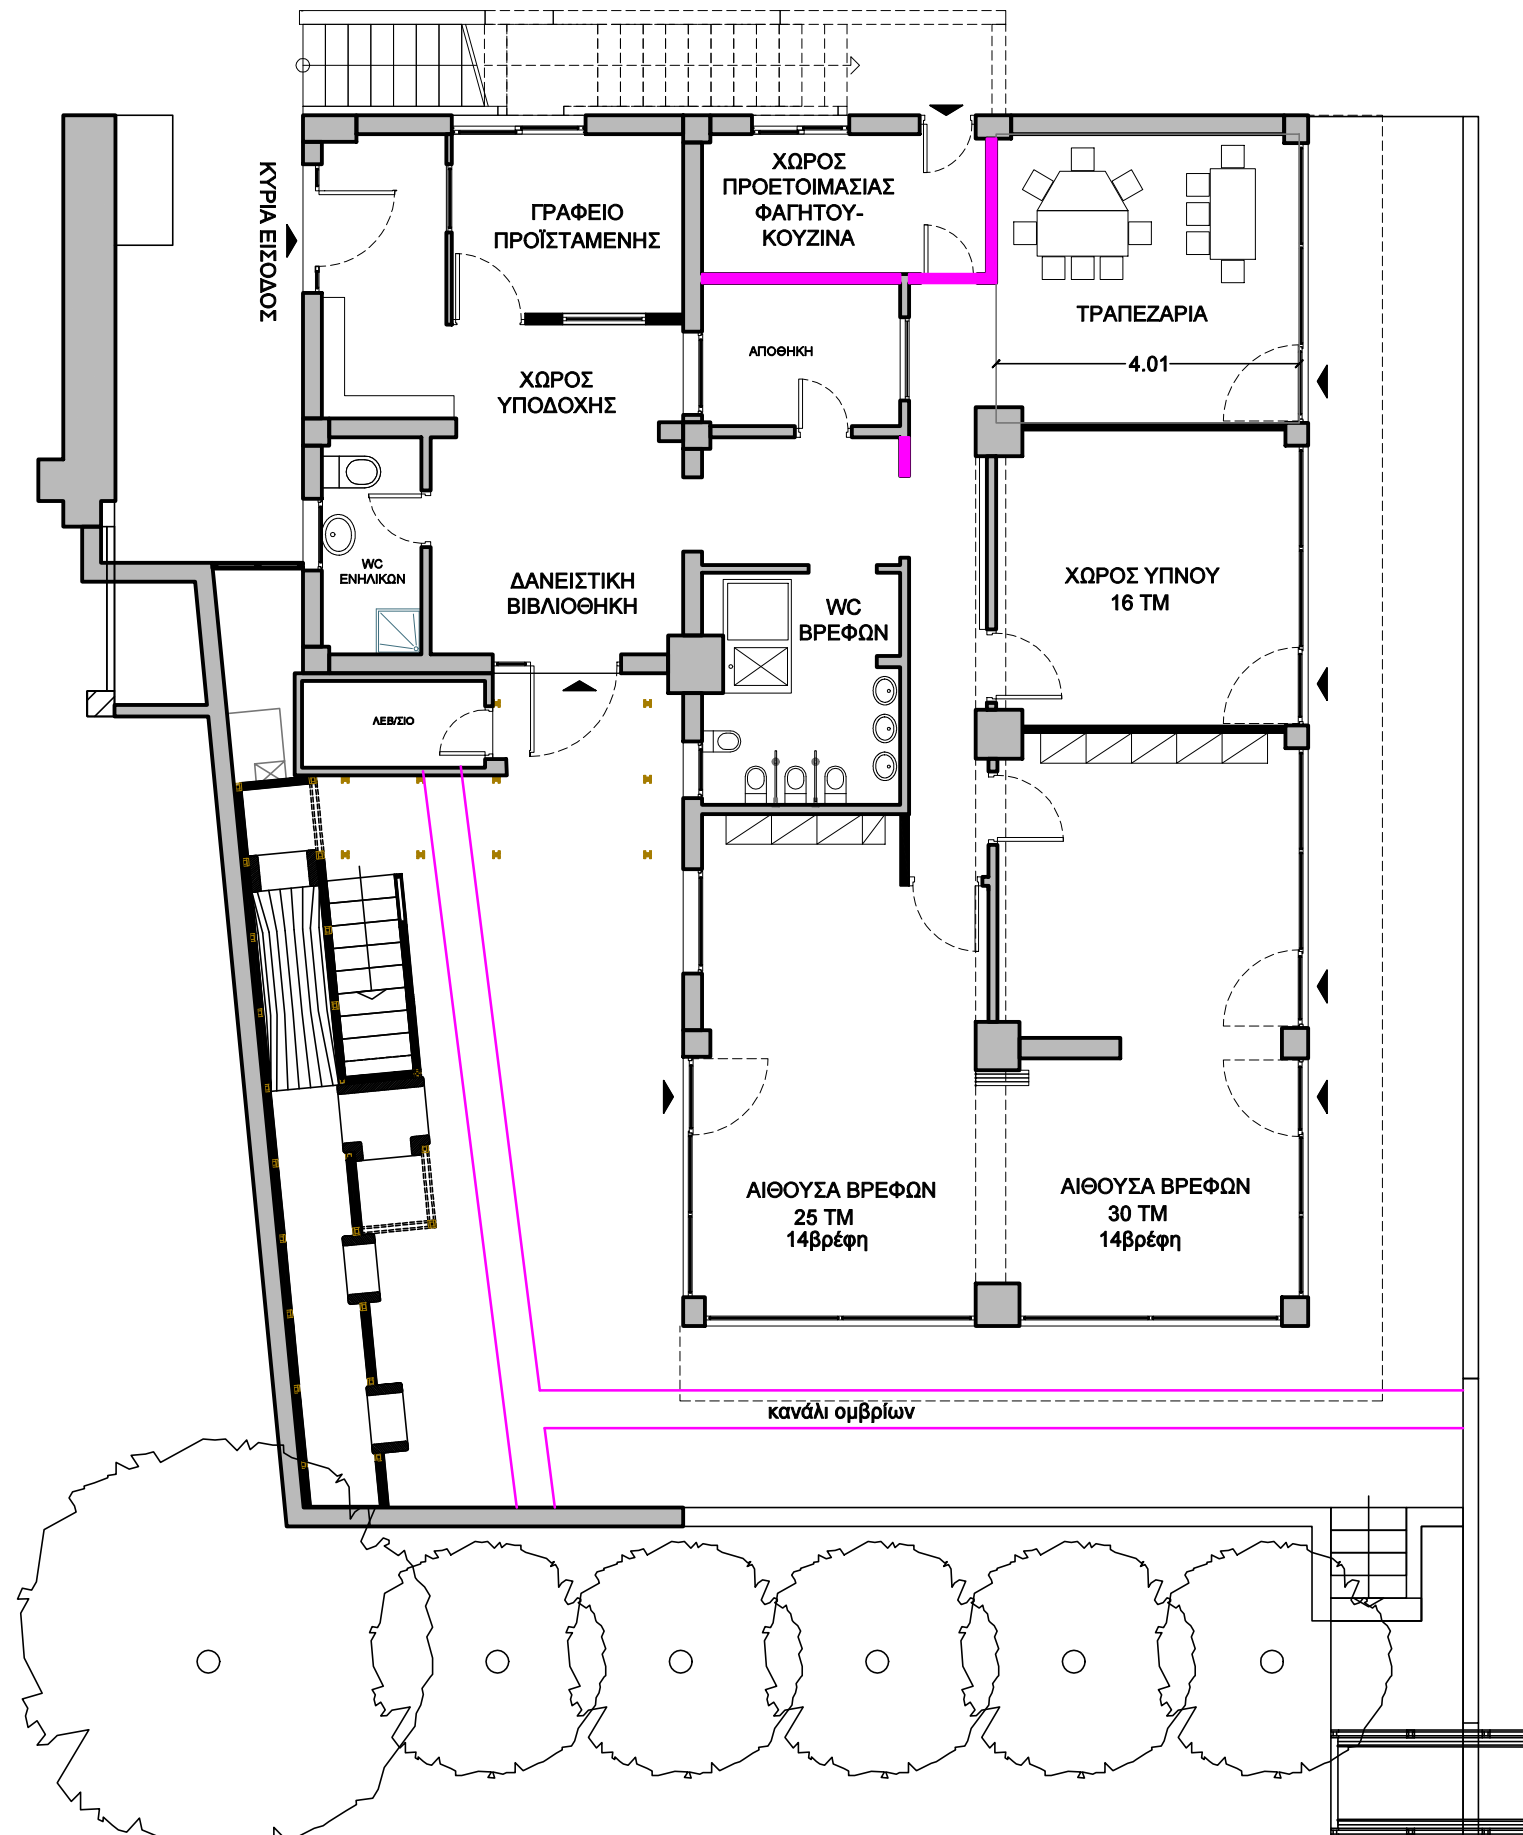 ΚΥΡΙΑ ΕΙΣΟΔΟΣ
ΓΡΑΦΕΙΟ
ΠΡΟΪΣΤΑΜΕΝΗΣ
ΧΩΡΟΣ
ΠΡΟΕΤΟΙΜΑΣΙΑΣ
ΦΑΓΗΤΟΥ-
ΚΟΥΖΙΝΑ
ΤΡΑΠΕΖΑΡΙΑ
4.01
ΑΠΟΘΗΚΗ
ΧΩΡΟΣ
ΥΠΟΔΟΧΗΣ
WC
ΕΝΗΛΙΚΩΝ
ΔΑΝΕΙΣΤΙΚΗ
ΒΙΒΛΙΟΘΗΚΗ
WC
ΒΡΕΦΩΝ
ΧΩΡΟΣ ΥΠΝΟΥ
16 ΤΜ
ΛΕΒ/ΣΙΟ
ΑΙΘΟΥΣΑ ΒΡΕΦΩΝ
25 ΤΜ
14βρέφη
ΑΙΘΟΥΣΑ ΒΡΕΦΩΝ
30 ΤΜ
14βρέφη
κανάλι ομβρίων